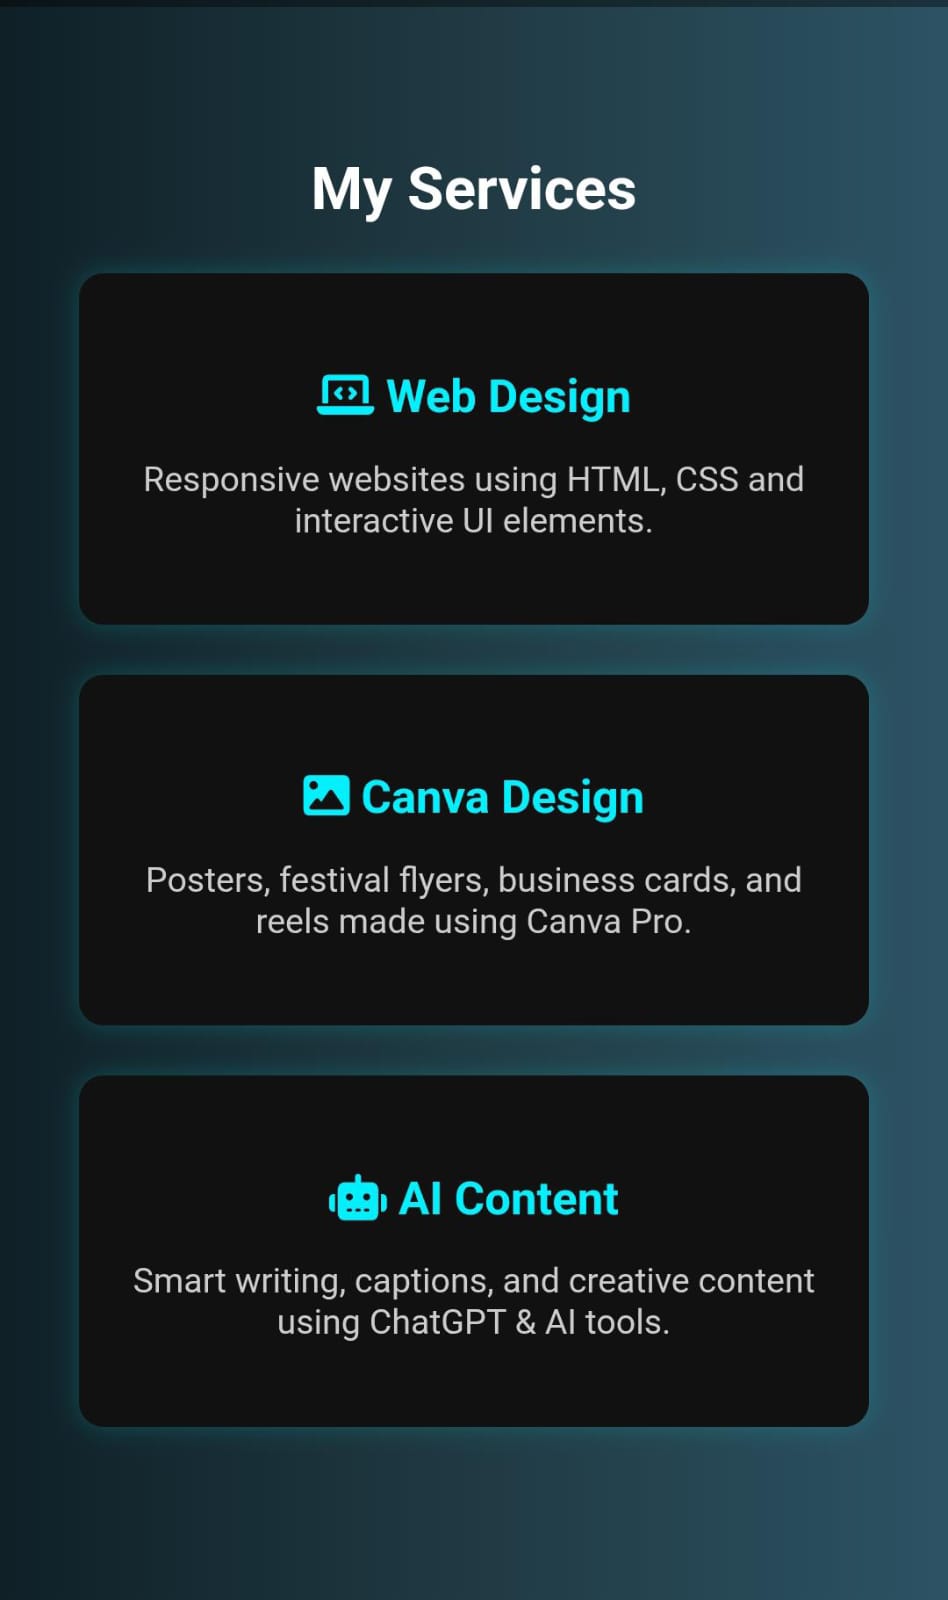 My Services
Web Design
Responsive websites using HTML, CSS and
interactive UI elements.
Canva Design
Posters, festival flyers, business cards, and
reels made using Canva Pro.
AI Content
Smart writing, captions, and creative content
using ChatGPT & AI tools.